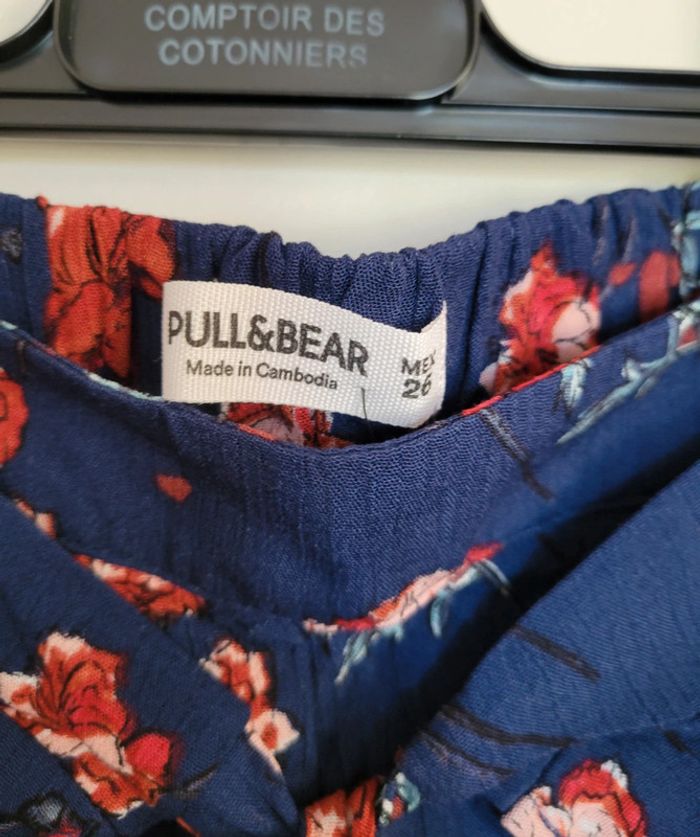 COMPTOIR DES
COTONNIERS
PULL&BEAR
Made in Cambodia
MEX
26